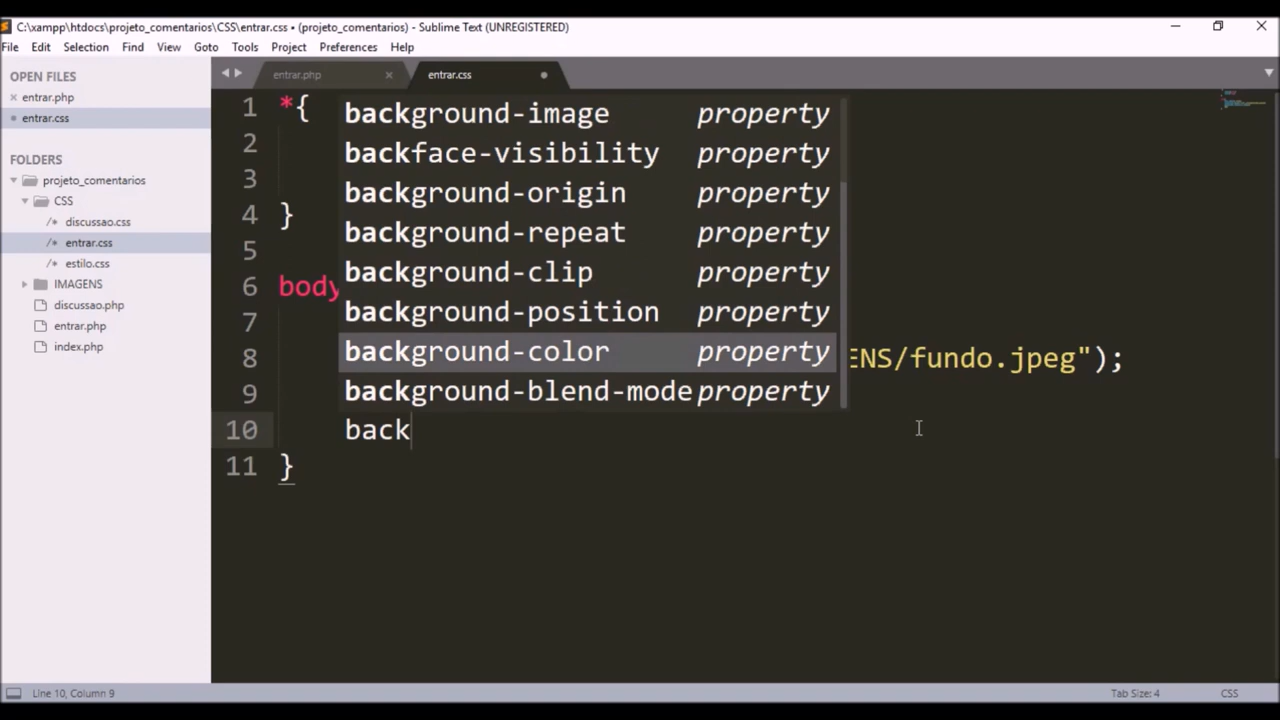 C:\xampp\htdocs\projeto_comentarios\CSS\entrar.css • (projeto_comentarios) - Sublime Text (UNREGISTERED)
File Edit Selection Find View Goto Tools Project Preferences Help
OPEN FILES
entrar.php
entrar.css
FOLDERS
projeto_comentarios
CSS
/* discussao.css
/* entrar.css
/* estilo.css
IMAGENS
discussao.php
entrar.php
index.php
entrar.php
entrar.css
1 *{
2
3
4 }
5
6 body
7
8 ENS/fundo.jpeg");
9
10 back
11 }
background-image property
backface-visibility property
background-origin property
background-repeat property
background-clip property
background-position property
background-color property
background-blend-mode property
Line 10, Column 9
Tab Size: 4
CSS